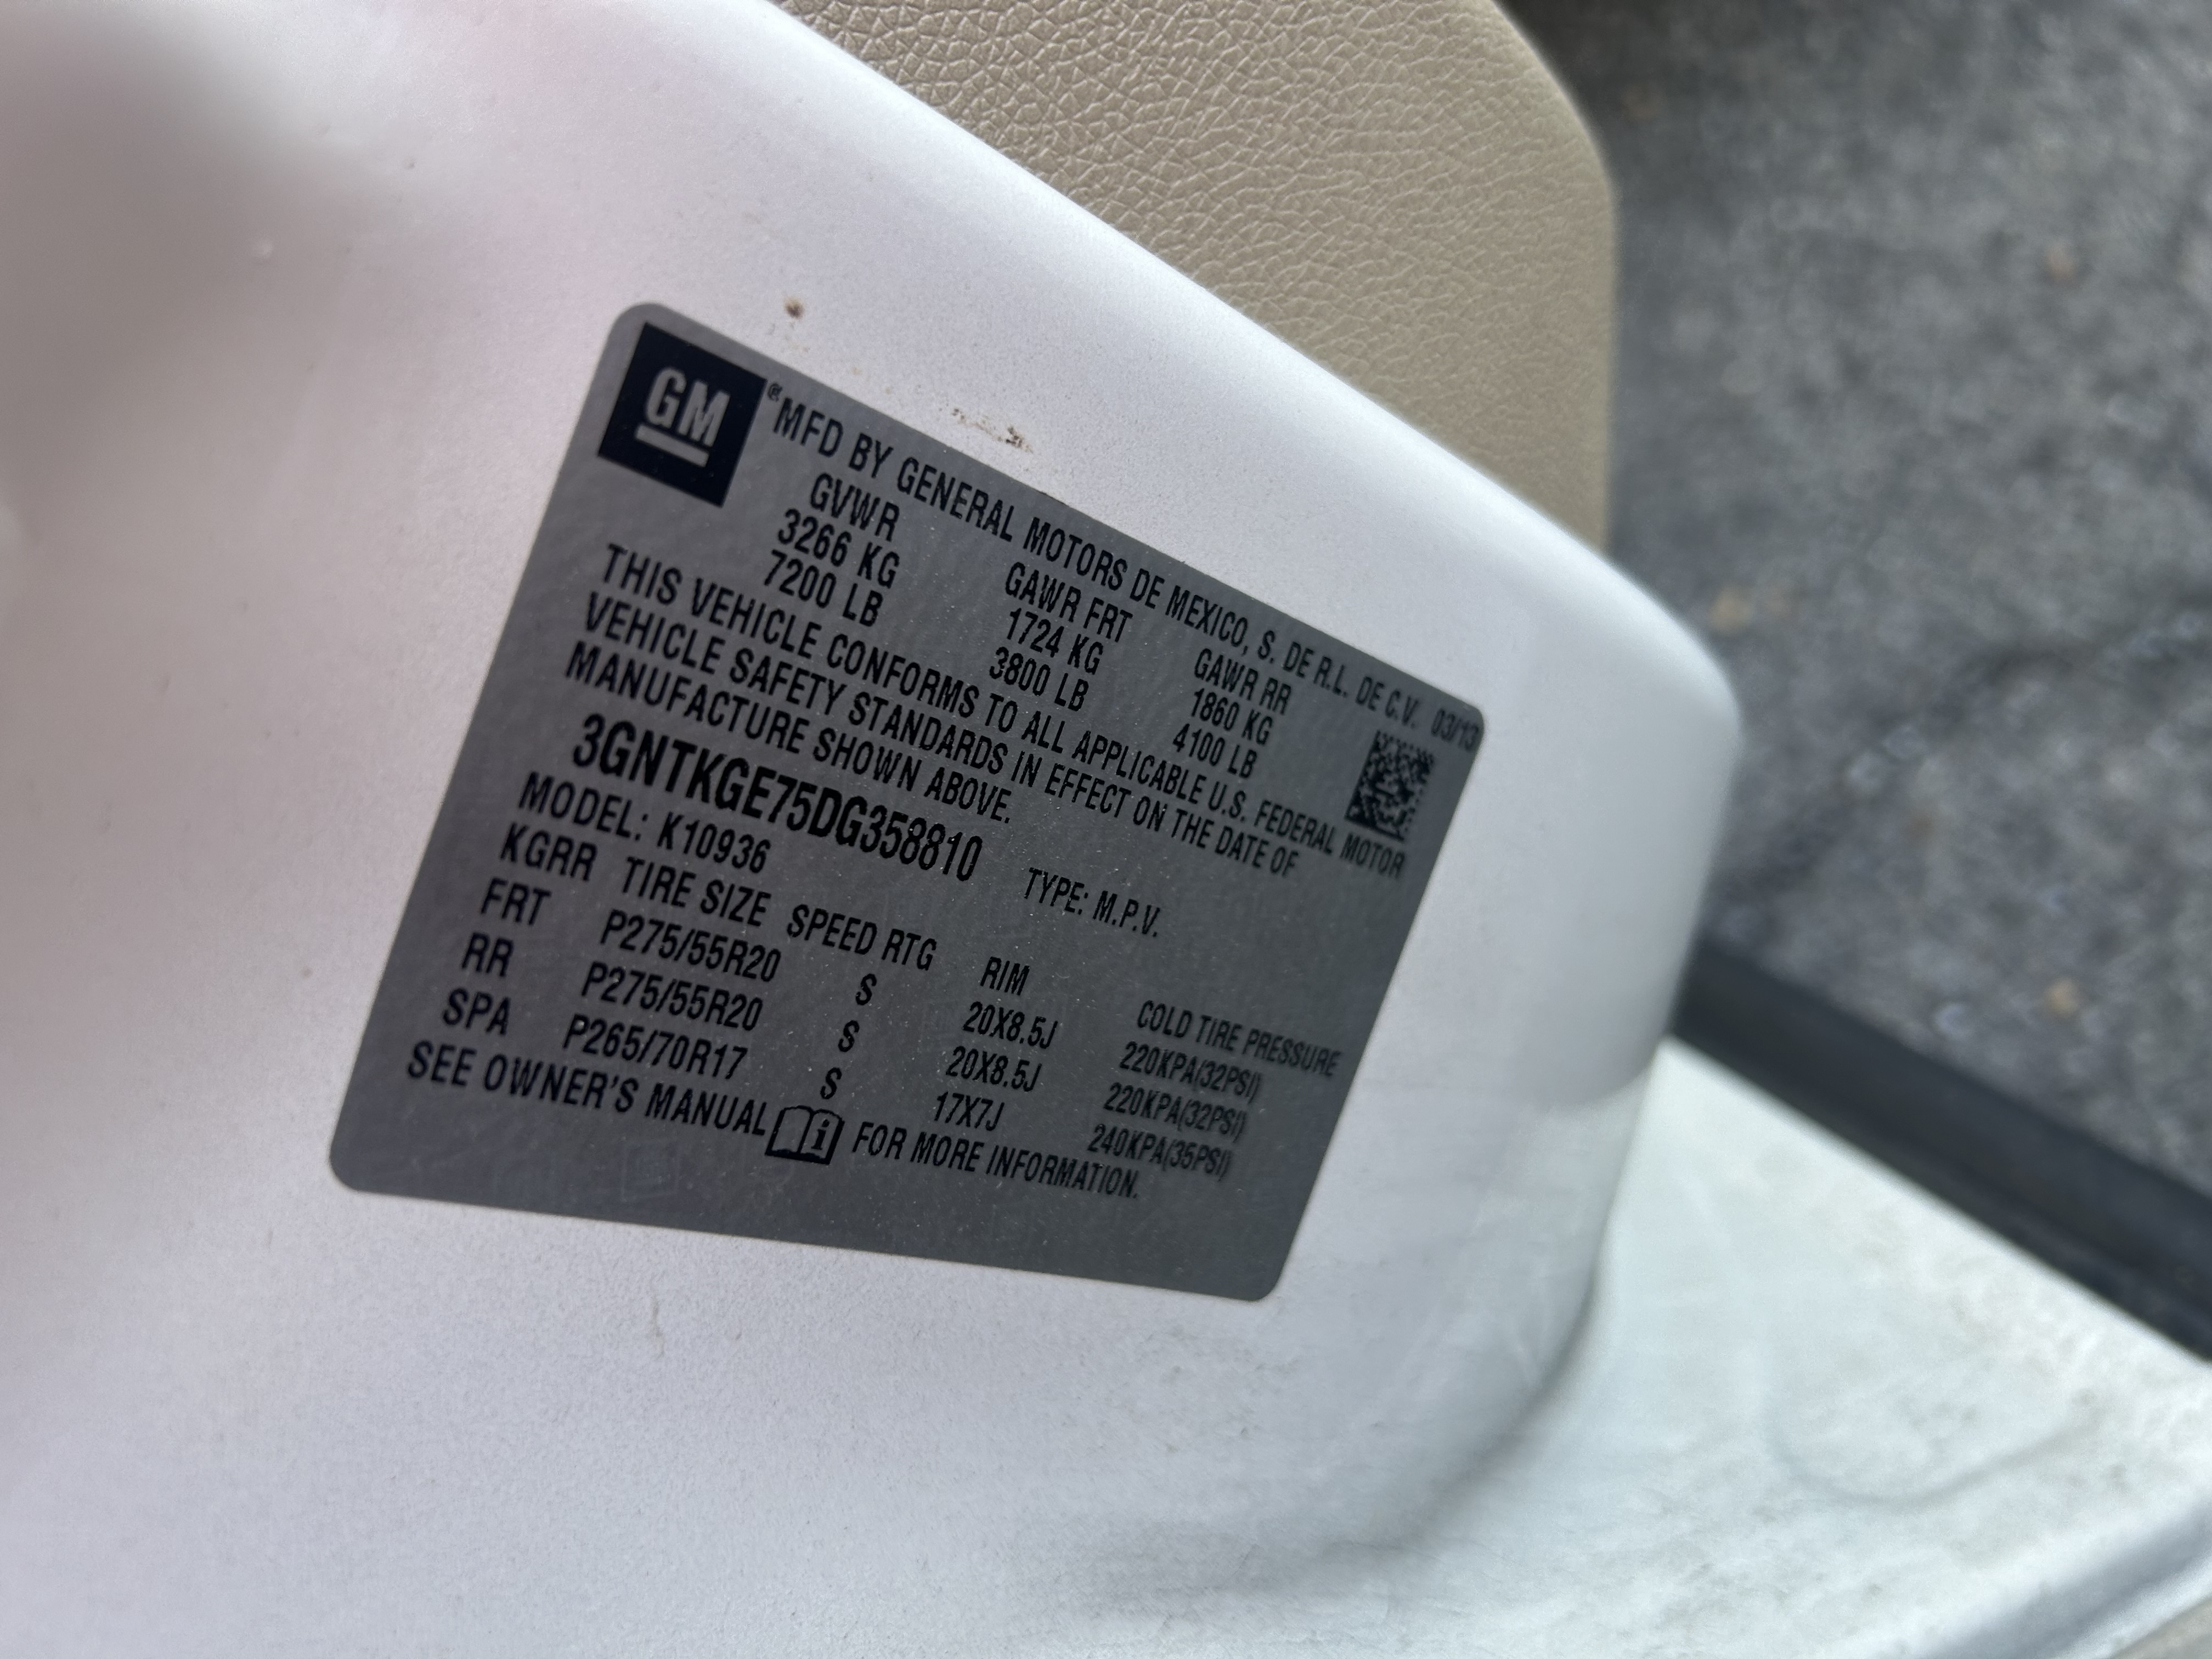 GM
® MFD BY GENERAL MOTORS DE MEXICO, S. DE R.L. DE C.V. 03/13
GVWR GAWR FRT GAWR RR
3266 KG 1724 KG 1860 KG
7200 LB 3800 LB 4100 LB
THIS VEHICLE CONFORMS TO ALL APPLICABLE U.S. FEDERAL MOTOR
VEHICLE SAFETY STANDARDS IN EFFECT ON THE DATE OF
MANUFACTURE SHOWN ABOVE.
3GNTKGE75DG358810 TYPE: M.P.V.
MODEL: K10936
KGRR TIRE SIZE SPEED RTG RIM COLD TIRE PRESSURE
FRT P275/55R20 S 20X8.5J 220KPA(32PSI)
RR P275/55R20 S 20X8.5J 220KPA(32PSI)
SPA P265/70R17 S 17X7J 240KPA(35PSI)
SEE OWNER'S MANUAL i FOR MORE INFORMATION.